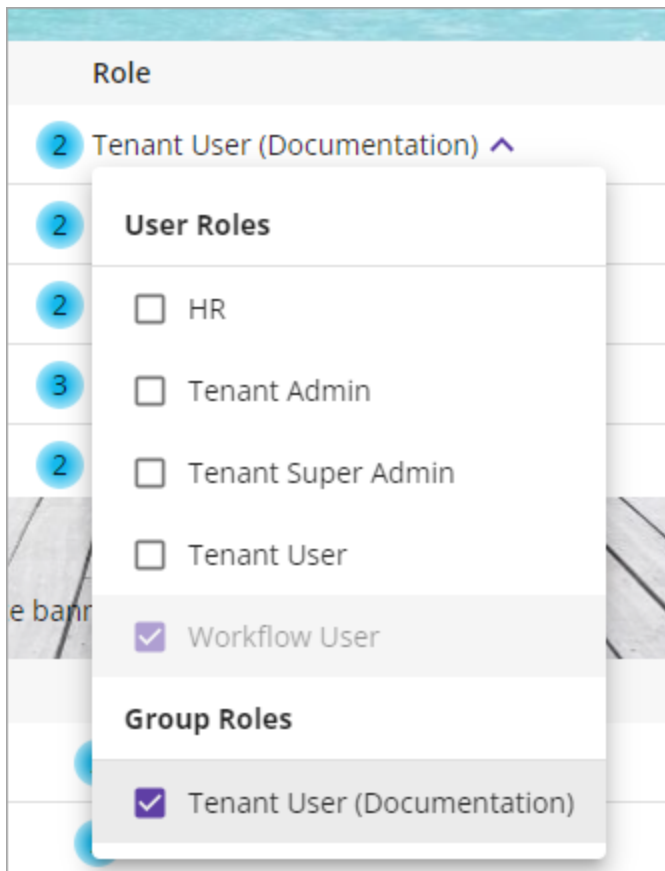 Role
2 Tenant User (Documentation)
2
User Roles
2
HR
3
Tenant Admin
2
Tenant Super Admin
Tenant User
e bann
Workflow User
Group Roles
Tenant User (Documentation)